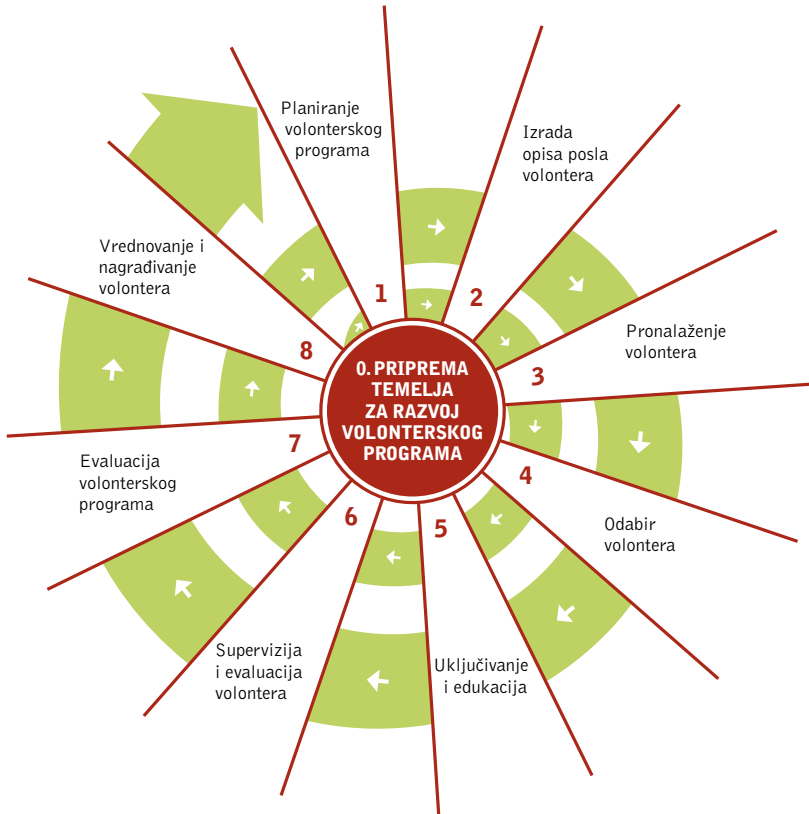 0. PRIPREMA
TEMELJA
ZA RAZVOJ
VOLONTERSKOG
PROGRAMA
1
Planiranje
volonterskog
programa
2
Izrada
opisa posla
volontera
3
Pronalaženje
volontera
4
Odabir
volontera
5
Uključivanje
i edukacija
6
Supervizija
i evaluacija
volontera
7
Evaluacija
volonterskog
programa
8
Vrednovanje i
nagrađivanje
volontera